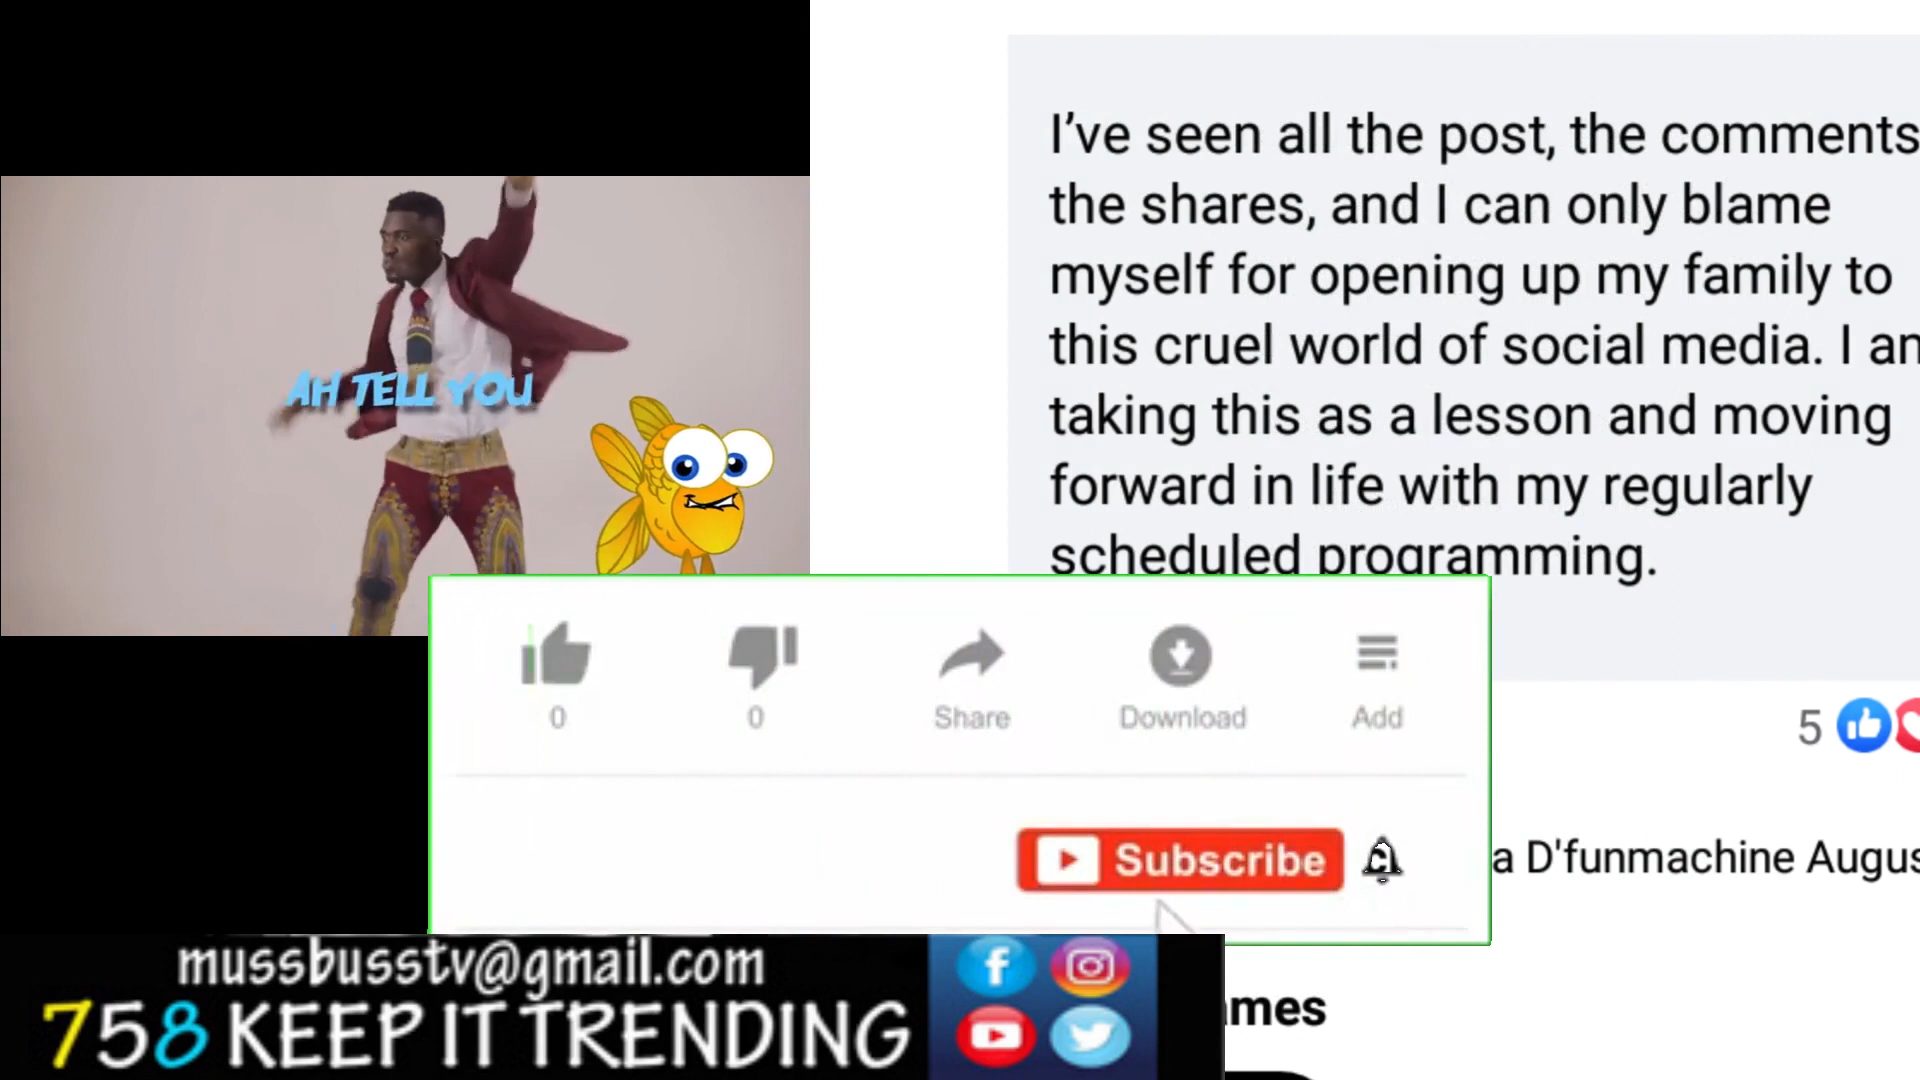 I've seen all the post, the comments
the shares, and I can only blame
myself for opening up my family to
this cruel world of social media. I
taking this as a lesson and moving
forward in life with my regularly
scheduled programming.
AH TELL YOU
0
0
Share
Download
Add
5
Subscribe
D'funmachine
mussbusstv@gmail.com
758 KEEP IT TRENDING